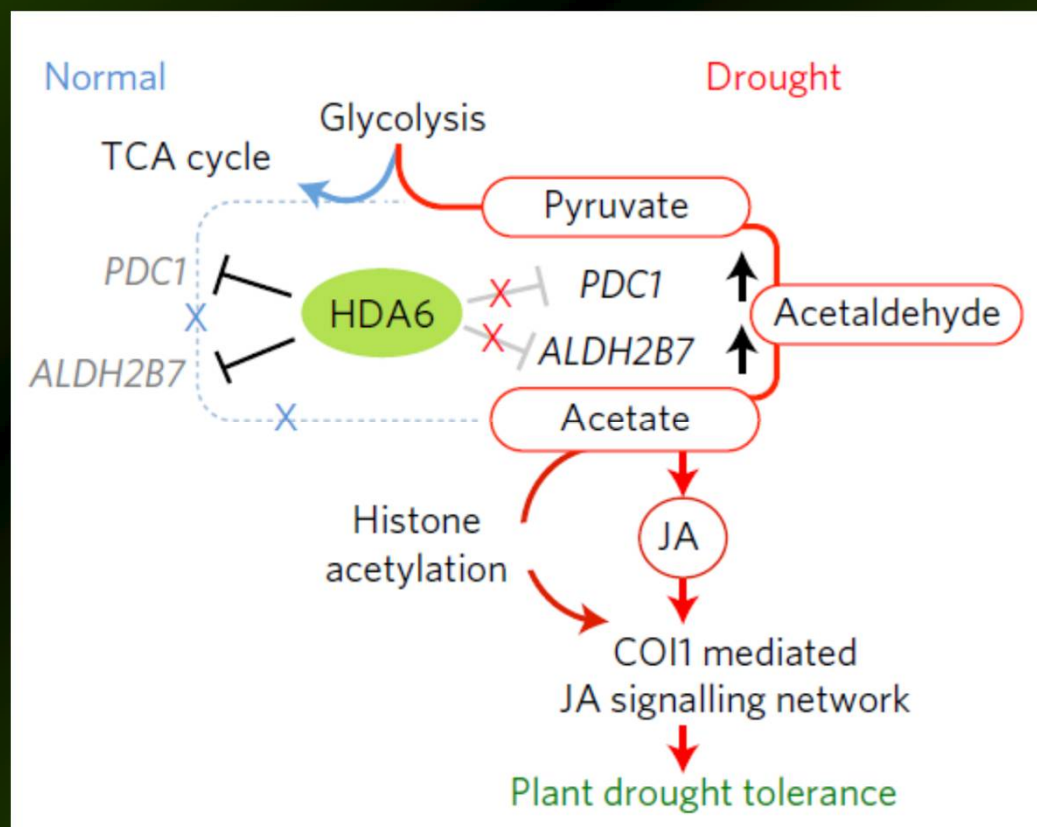 Normal
Drought
Glycolysis
TCA cycle
Pyruvate
PDC1
X
HDA6
X
PDC1
X
ALDH2B7
Acetaldehyde
ALDH2B7
X
Acetate
Histone
acetylation
JA
COI1 mediated
JA signalling network
Plant drought tolerance